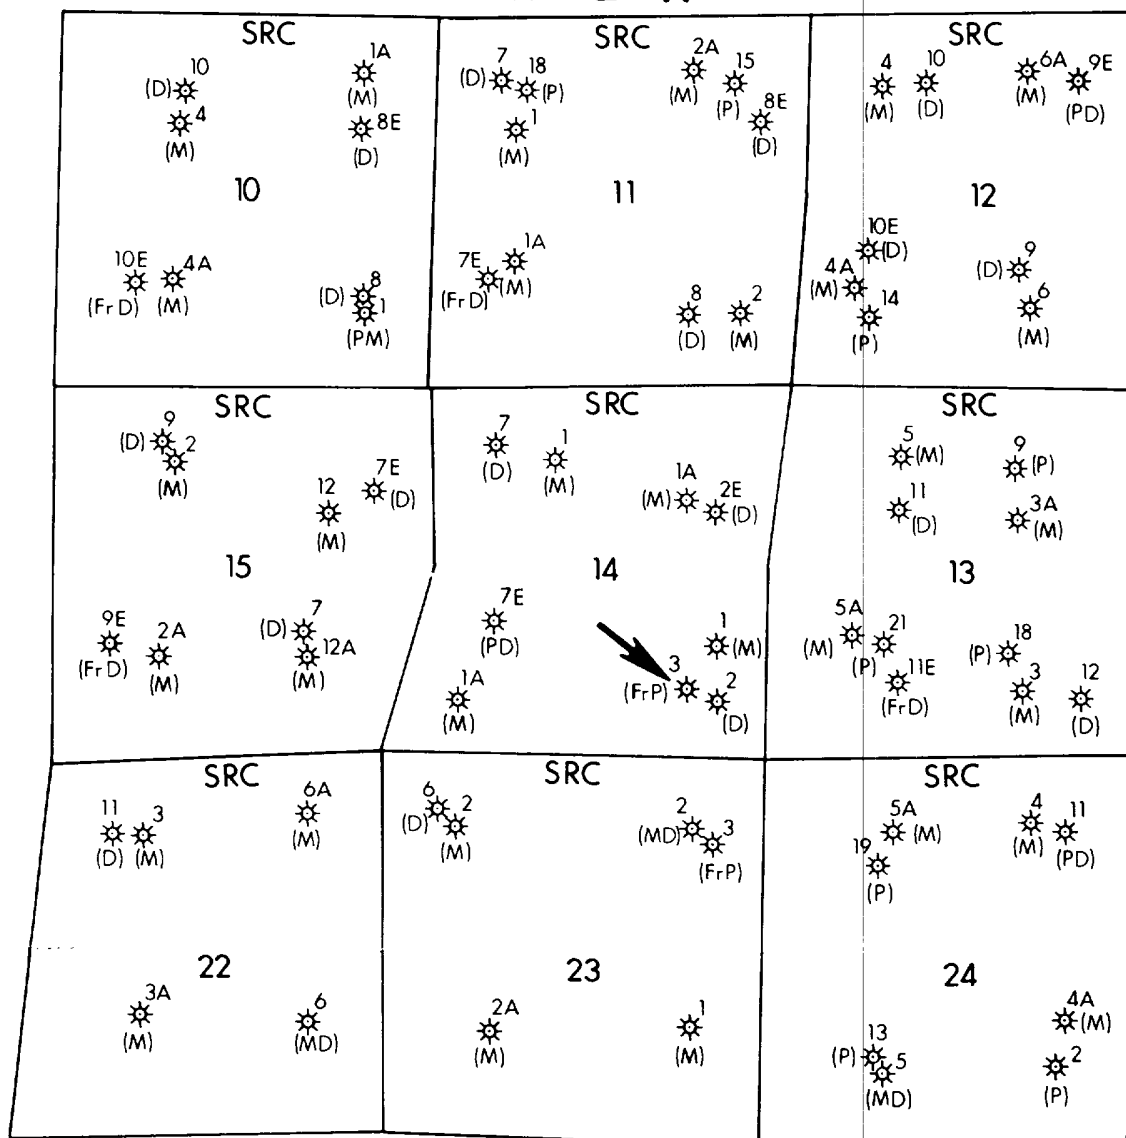 SRC SRC SRC
10 (D)
4 (M)
1A (M)
8E (D)
10
10E (FrD)
4A (M)
8 (D)
1 (PM)
7 (D)
18 (P)
1 (M)
2A (M)
15 (P)
8E (D)
11
7E (FrD)
1A (M)
8 (D)
2 (M)
4 (M)
10 (D)
6A (M)
9E (PD)
12
10E (D)
4A (M)
14 (P)
9 (D)
6 (M)
SRC SRC SRC
9 (D)
2 (M)
12 (M)
7E (D)
15
9E (FrD)
2A (M)
7 (D)
12A (M)
7 (D)
1 (M)
1A (M)
2E (D)
14
7E (PD)
1A (M)
1 (M)
3 (FrP)
2 (D)
5 (M)
9 (P)
11 (D)
3A (M)
13
5A (M)
21 (P)
11E (FrD)
18 (P)
3 (M)
12 (D)
SRC SRC SRC
11 (D)
3 (M)
6A (M)
22
3A (M)
6 (MD)
6 (D)
2 (M)
2 (MD)
3 (FrP)
23
2A (M)
1 (M)
5A (M)
19 (P)
4 (M)
11 (PD)
24
4A (M)
13 (P)
5 (MD)
2 (P)